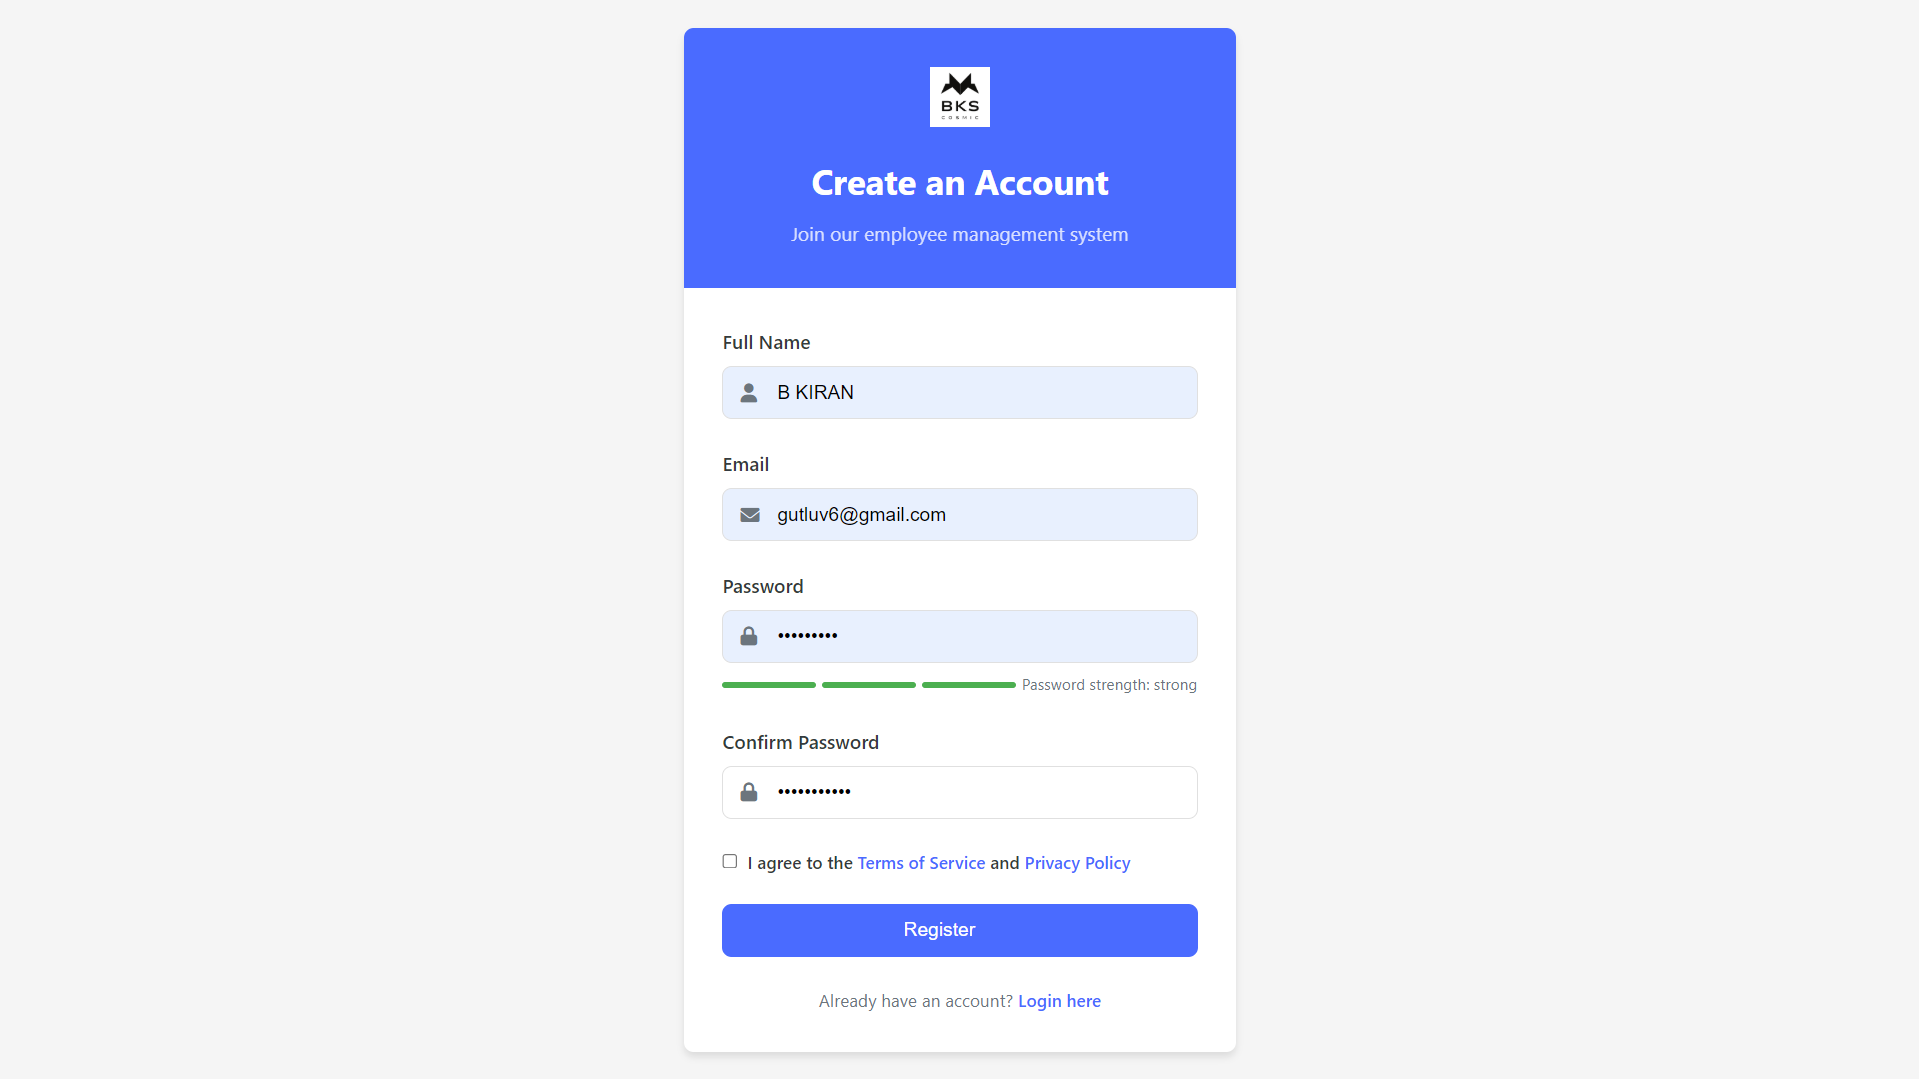 BKS
COSMIC
Create an Account
Join our employee management system
Full Name
B KIRAN
Email
gutluv6@gmail.com
Password
•••••••••
Password strength: strong
Confirm Password
•••••••••••
I agree to the Terms of Service and Privacy Policy
Register
Already have an account? Login here